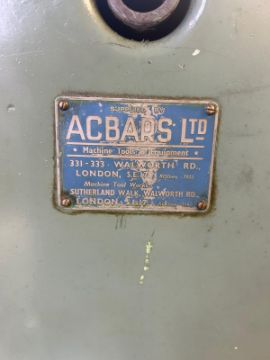 SUPPLIED BY
ACBARS LTD
Machine Tools & Equipment
331-333 WALWORTH RD.,
LONDON, S.E.17.
Machine Tool Works
SUTHERLAND WALK, WALWORTH RD.
LONDON, S.E.17.